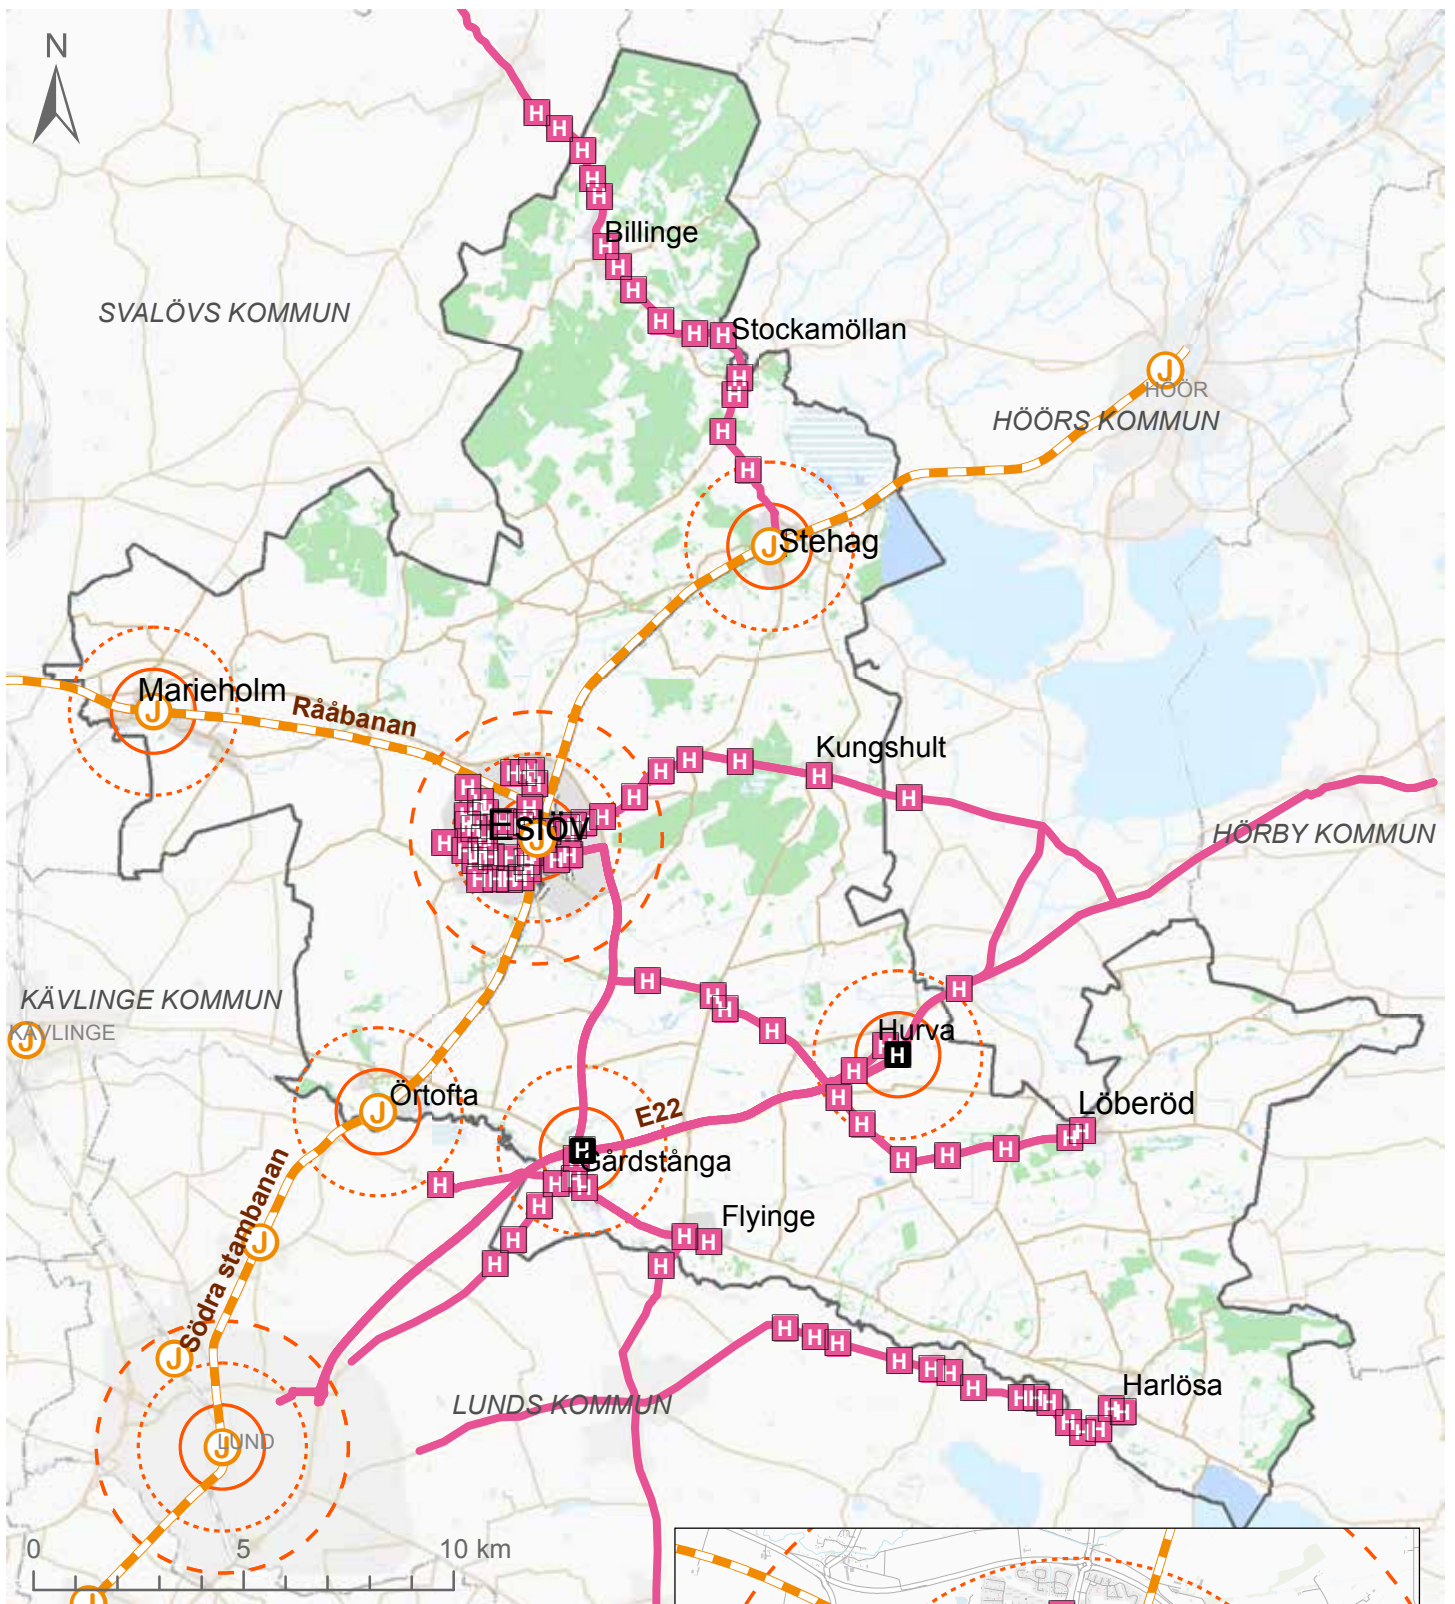 N
Billinge
SVALÖVS KOMMUN
Stockamöllan
HÖÖR
HÖÖRS KOMMUN
Stehag
Marieholm
Rååbanan
Kungshult
Eslöv
HÖRBY KOMMUN
KÄVLINGE KOMMUN
KÄVLINGE
Hurva
Örtofta
E22
Löberöd
Gårdstånga
Flyinge
Södra stambanan
Harlösa
LUNDS KOMMUN
LUND
0 5 10 km